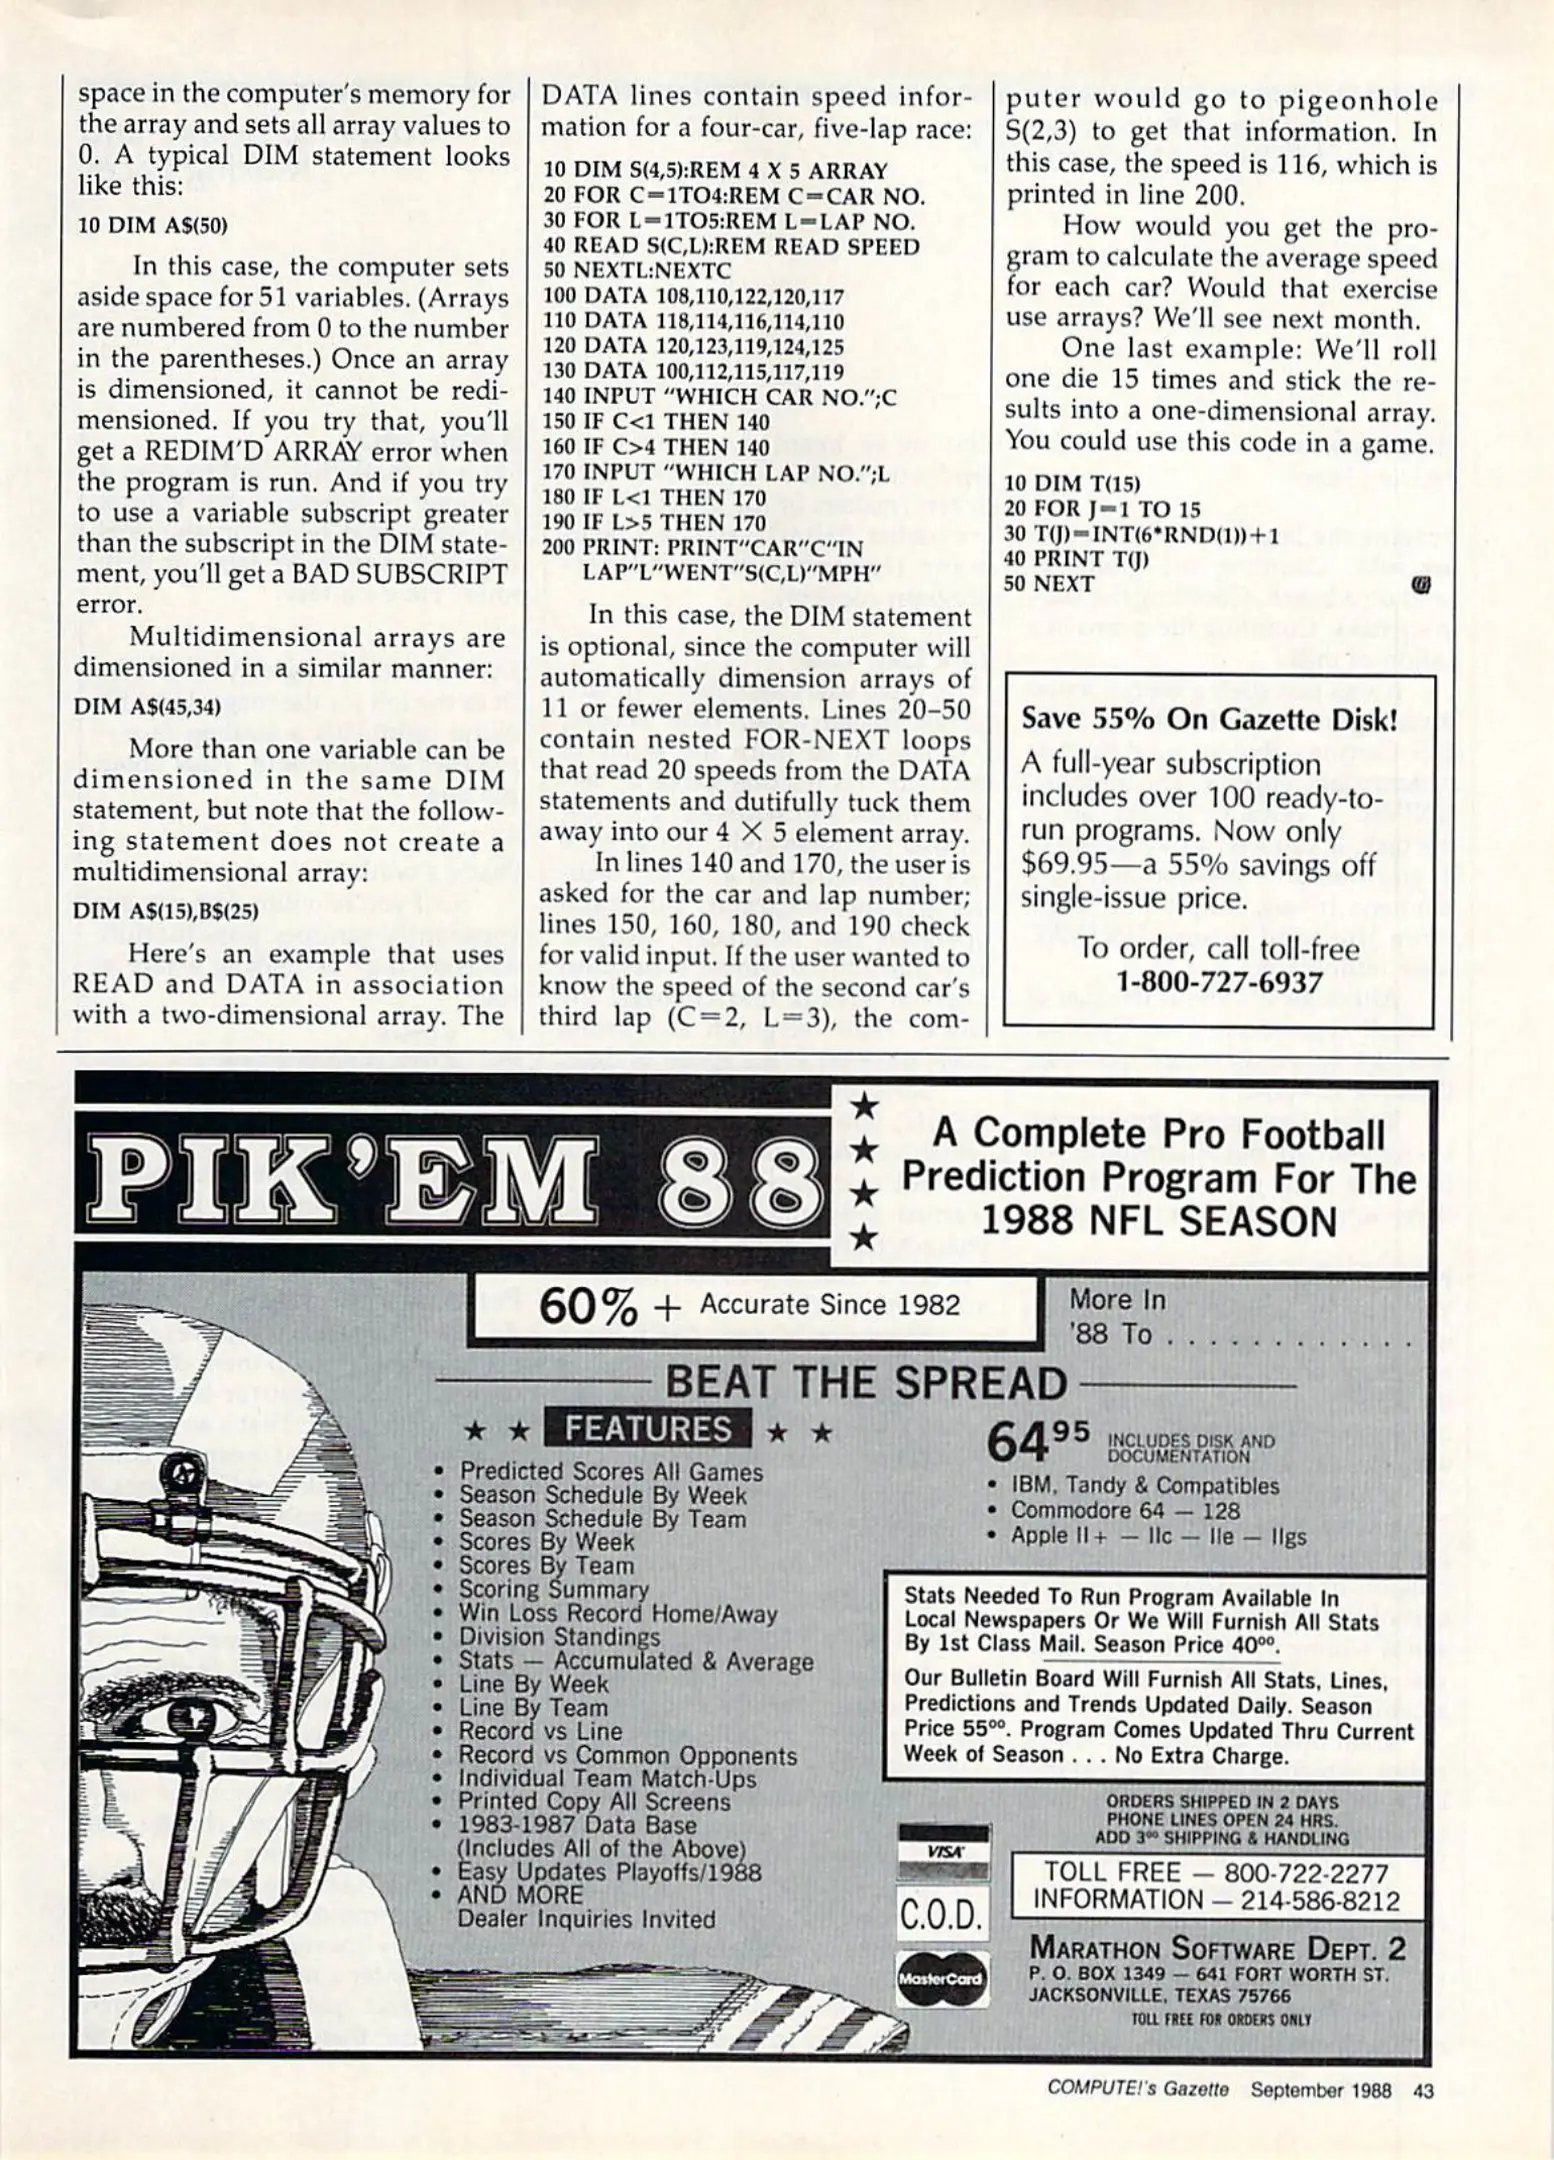 space in the computer's memory for
the array and sets all array values to
0. A typical DIM statement looks
like this:
10 DIM A$(50)
In this case, the computer sets
aside space for 51 variables. (Arrays
are numbered from 0 to the number
in the parentheses.) Once an array
is dimensioned, it cannot be redi-
mensioned. If you try that, you'll
get a REDIM'D ARRAY error when
the program is run. And if you try
to use a variable subscript greater
than the subscript in the DIM state-
ment, you'll get a BAD SUBSCRIPT
error.
Multidimensional arrays are
dimensioned in a similar manner:
DIM A$(45,34)
More than one variable can be
dimensioned in the same DIM
statement, but note that the follow-
ing statement does not create a
multidimensional array:
DIM A$(15),B$(25)
Here's an example that uses
READ and DATA in association
with a two-dimensional array. The
DATA lines contain speed infor-
mation for a four-car, five-lap race:
10 DIM S(4,5):REM 4 X 5 ARRAY
20 FOR C=1TO4:REM C=CAR NO.
30 FOR L=1TO5:REM L=LAP NO.
40 READ S(C,L):REM READ SPEED
50 NEXTL:NEXTC
100 DATA 108,110,122,120,117
110 DATA 118,114,116,114,110
120 DATA 120,123,119,124,125
130 DATA 100,112,115,117,119
140 INPUT "WHICH CAR NO.";C
150 IF C<1 THEN 140
160 IF C>4 THEN 140
170 INPUT "WHICH LAP NO.";L
180 IF L<1 THEN 170
190 IF L>5 THEN 170
200 PRINT: PRINT"CAR"C"IN
LAP"L"WENT"S(C,L)"MPH"
In this case, the DIM statement
is optional, since the computer will
automatically dimension arrays of
11 or fewer elements. Lines 20–50
contain nested FOR-NEXT loops
that read 20 speeds from the DATA
statements and dutifully tuck them
away into our 4 × 5 element array.
In lines 140 and 170, the user is
asked for the car and lap number;
lines 150, 160, 180, and 190 check
for valid input. If the user wanted to
know the speed of the second car's
third lap (C=2, L=3), the com-
puter would go to pigeonhole
S(2,3) to get that information. In
this case, the speed is 116, which is
printed in line 200.
How would you get the pro-
gram to calculate the average speed
for each car? Would that exercise
use arrays? We'll see next month.
One last example: We'll roll
one die 15 times and stick the re-
sults into a one-dimensional array.
You could use this code in a game.
10 DIM T(15)
20 FOR J=1 TO 15
30 T(J)=INT(6*RND(1))+1
40 PRINT T(J)
50 NEXT
Save 55% On Gazette Disk!
A full-year subscription
includes over 100 ready-to-
run programs. Now only
$69.95—a 55% savings off
single-issue price.
To order, call toll-free
1-800-727-6937
PIK'EM 88
A Complete Pro Football
Prediction Program For The
1988 NFL SEASON
60% + Accurate Since 1982
More In
'88 To . . . . . . . . . . . .
BEAT THE SPREAD
★ ★ FEATURES ★ ★
• Predicted Scores All Games
• Season Schedule By Week
• Season Schedule By Team
• Scores By Week
• Scores By Team
• Scoring Summary
• Win Loss Record Home/Away
• Division Standings
• Stats — Accumulated & Average
• Line By Week
• Line By Team
• Record vs Line
• Record vs Common Opponents
• Individual Team Match-Ups
• Printed Copy All Screens
• 1983-1987 Data Base
(Includes All of the Above)
• Easy Updates Playoffs/1988
• AND MORE
Dealer Inquiries Invited
64⁹⁵ INCLUDES DISK AND
DOCUMENTATION
• IBM, Tandy & Compatibles
• Commodore 64 — 128
• Apple II+ — IIc — IIe — IIgs
Stats Needed To Run Program Available In
Local Newspapers Or We Will Furnish All Stats
By 1st Class Mail. Season Price 40⁰⁰.
Our Bulletin Board Will Furnish All Stats, Lines,
Predictions and Trends Updated Daily. Season
Price 55⁰⁰. Program Comes Updated Thru Current
Week of Season . . . No Extra Charge.
ORDERS SHIPPED IN 2 DAYS
PHONE LINES OPEN 24 HRS.
ADD 3⁰⁰ SHIPPING & HANDLING
VISA
C.O.D.
MasterCard
TOLL FREE — 800-722-2277
INFORMATION — 214-586-8212
MARATHON SOFTWARE DEPT. 2
P. O. BOX 1349 — 641 FORT WORTH ST.
JACKSONVILLE, TEXAS 75766
TOLL FREE FOR ORDERS ONLY
COMPUTE!'s Gazette September 1988 43